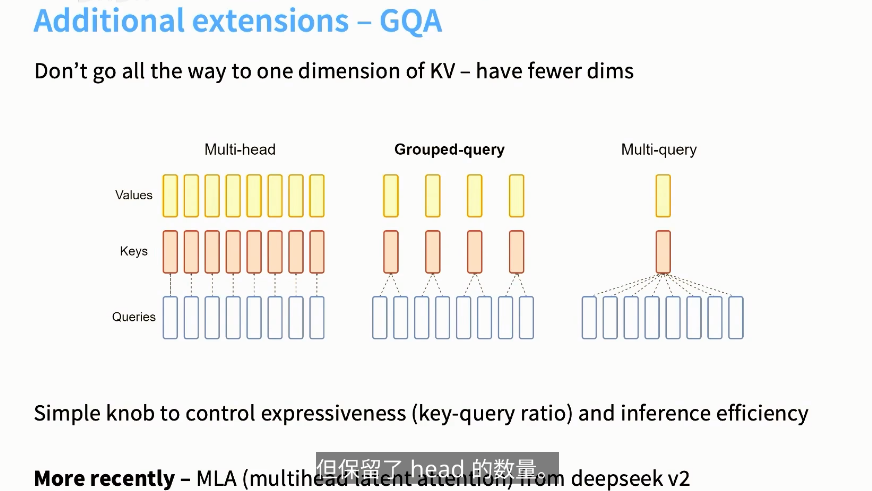 Additional extensions – GQA
Don't go all the way to one dimension of KV – have fewer dims
Multi-head
Grouped-query
Multi-query
Values
Keys
Queries
Simple knob to control expressiveness (key-query ratio) and inference efficiency
More recently – MLA (multihead latent attention) from deepseek v2
但保留了 head 的数量。